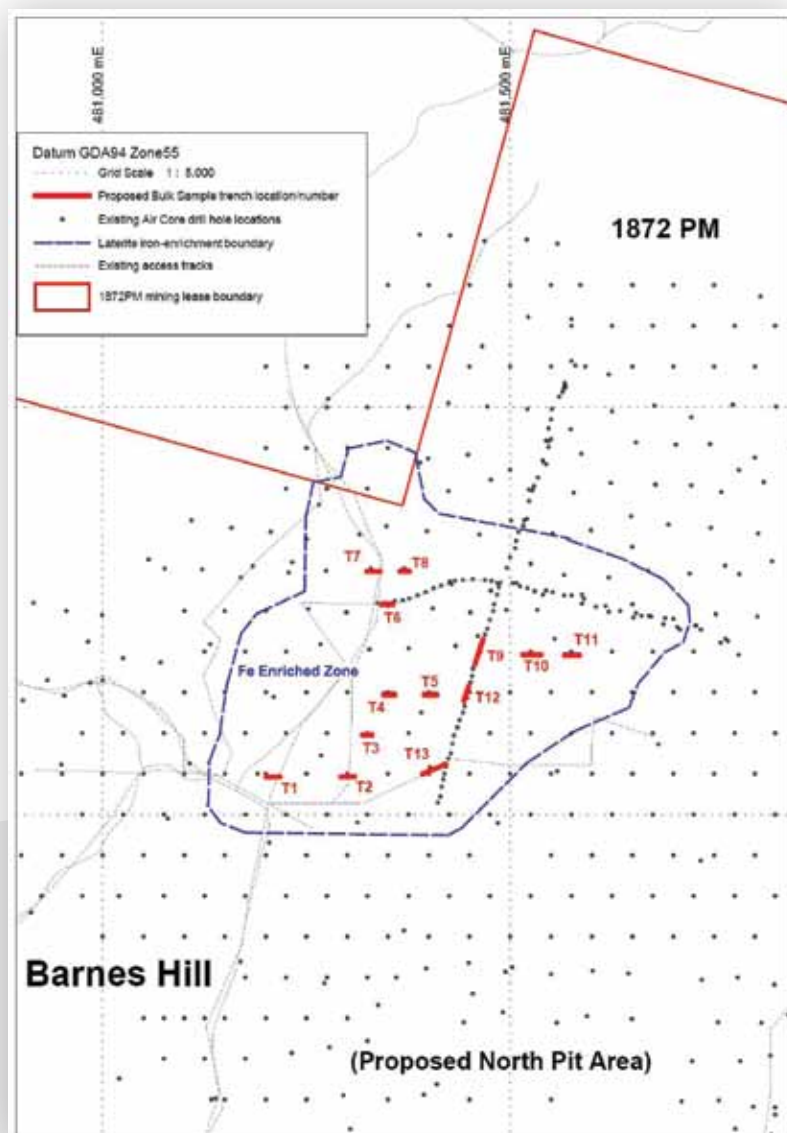 481,000 mE
481,500 mE
Datum GDA94 Zone55
Grid Scale 1 : 5,000
Proposed Bulk Sample trench location/number
Existing Air Core drill hole locations
Laterite iron-enrichment boundary
Existing access tracks
1872PM mining lease boundary
1872 PM
T7
T8
T6
T9
T10
T11
Fe Enriched Zone
T4
T5
T12
T3
T13
T1
T2
Barnes Hill
(Proposed North Pit Area)